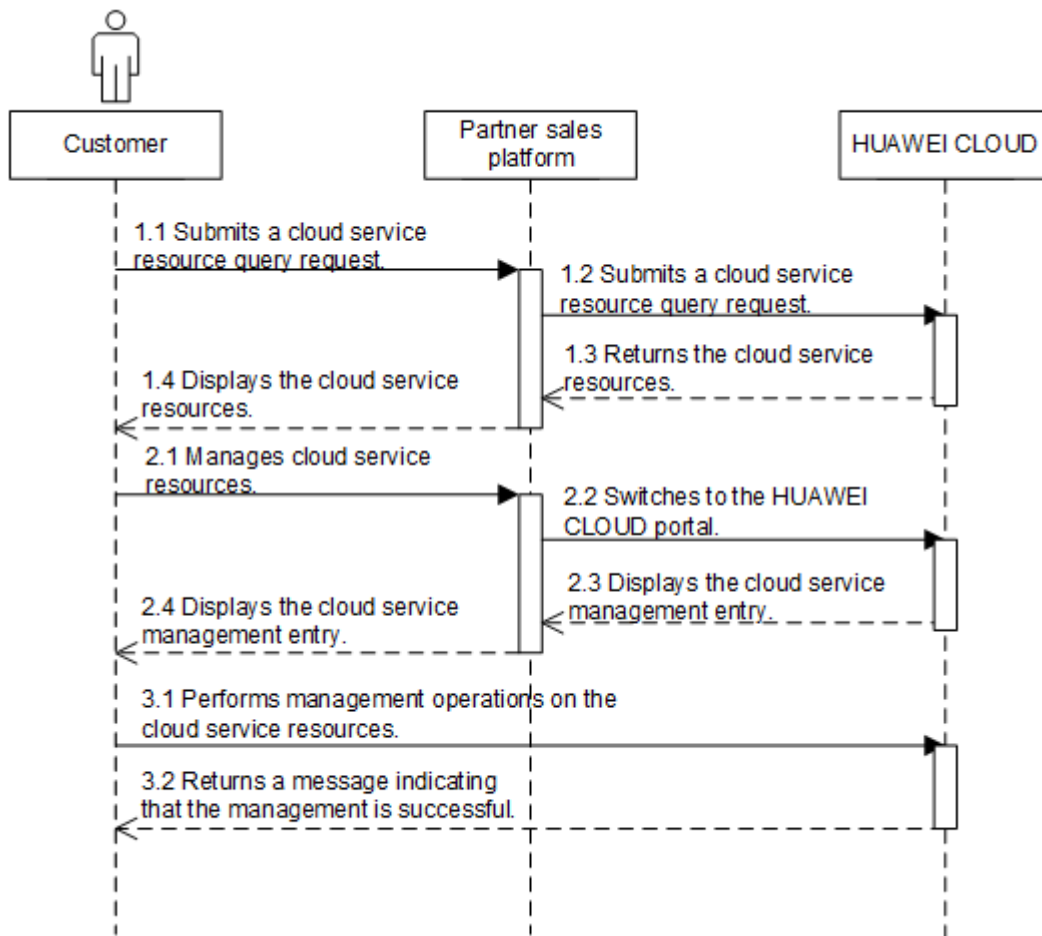 Customer
Partner sales
platform
HUAWEI CLOUD
1.1 Submits a cloud service
resource query request.
1.2 Submits a cloud service
resource query request.
1.3 Returns the cloud service
resources.
1.4 Displays the cloud service
resources.
2.1 Manages cloud service
resources.
2.2 Switches to the HUAWEI
CLOUD portal.
2.3 Displays the cloud service
management entry.
2.4 Displays the cloud service
management entry.
3.1 Performs management operations on the
cloud service resources.
3.2 Returns a message indicating
that the management is successful.